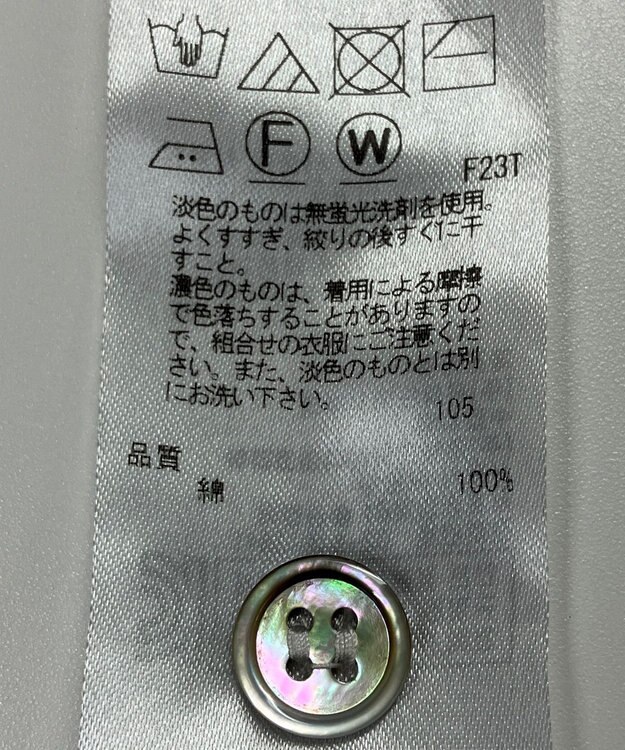 F
W
F23T
淡色のものは無蛍光洗剤を使用。
よくすすぎ、絞りの後すぐに干
すこと。
濃色のものは、着用による摩擦
で色落ちすることがありますの
で、組合せの衣服にご注意くだ
さい。また、淡色のものとは別
にお洗い下さい。
105
品質
綿 100%